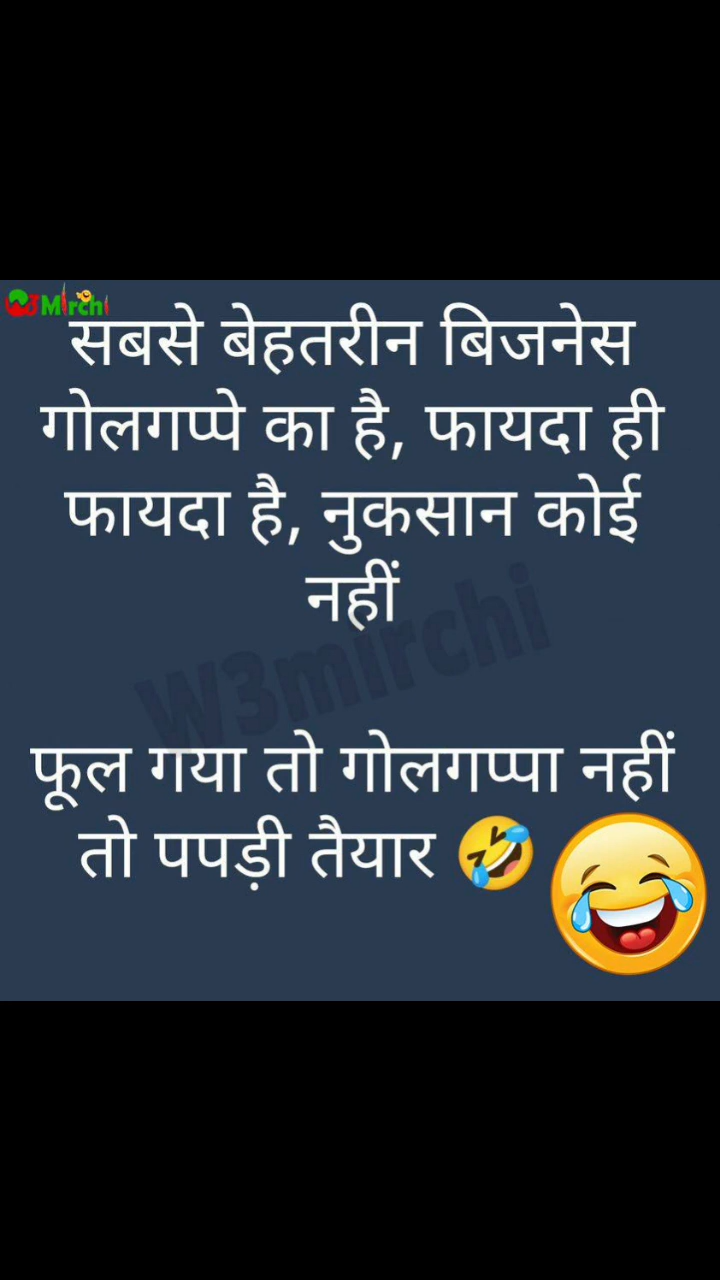 W3Mirchi
सबसे बेहतरीन बिजनेस
गोलगप्पे का है, फायदा ही
फायदा है, नुकसान कोई
नहीं
W3mirchi
फूल गया तो गोलगप्पा नहीं
तो पपड़ी तैयार 🤣